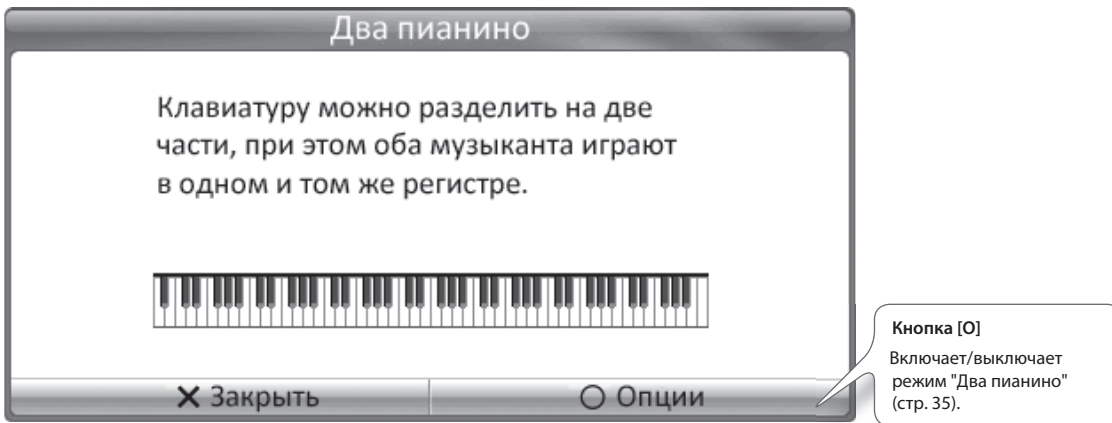 Два пианино
Клавиатуру можно разделить на две
части, при этом оба музыканта играют
в одном и том же регистре.
✕ Закрыть
○ Опции
Кнопка [O]
Включает/выключает
режим "Два пианино"
(стр. 35).